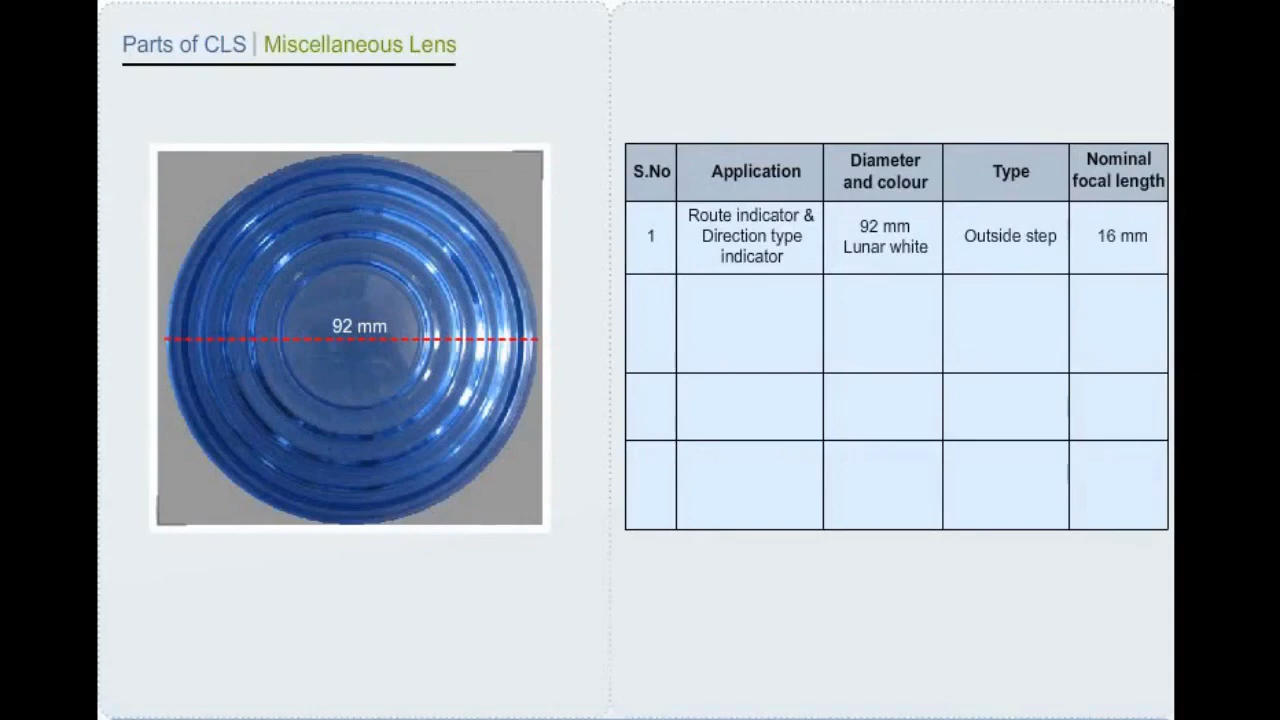 Parts of CLS | Miscellaneous Lens
92 mm
S.No Application Diameter and colour Type Nominal focal length
1 Route indicator & Direction type indicator 92 mm Lunar white Outside step 16 mm